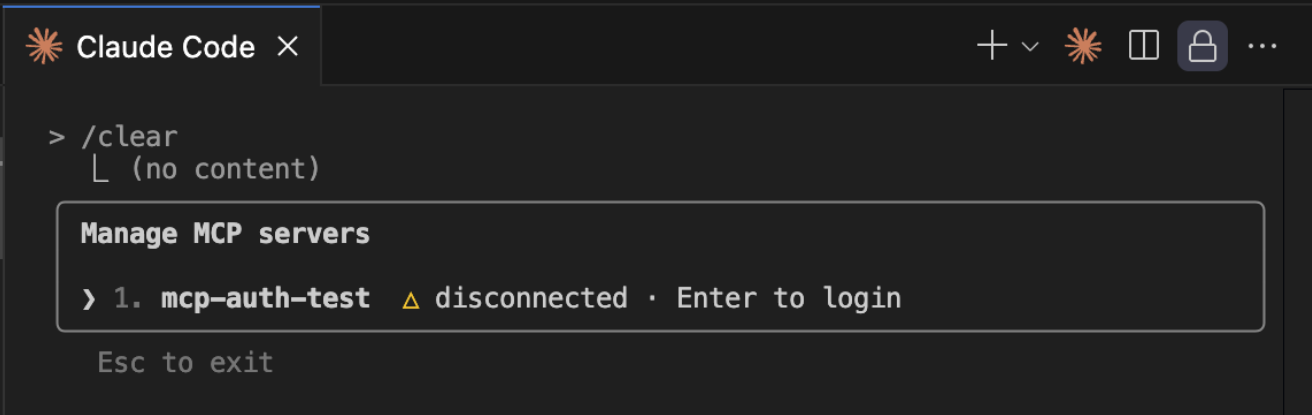 Claude Code
> /clear
⎿ (no content)
Manage MCP servers
❯ 1. mcp-auth-test △ disconnected · Enter to login
Esc to exit